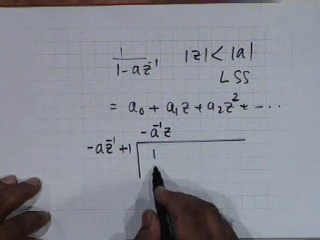 1/(1-az⁻¹) |z|<|a|
LSS
= a₀ + a₁z + a₂z² + ---
-a⁻¹z
-az⁻¹+1 1